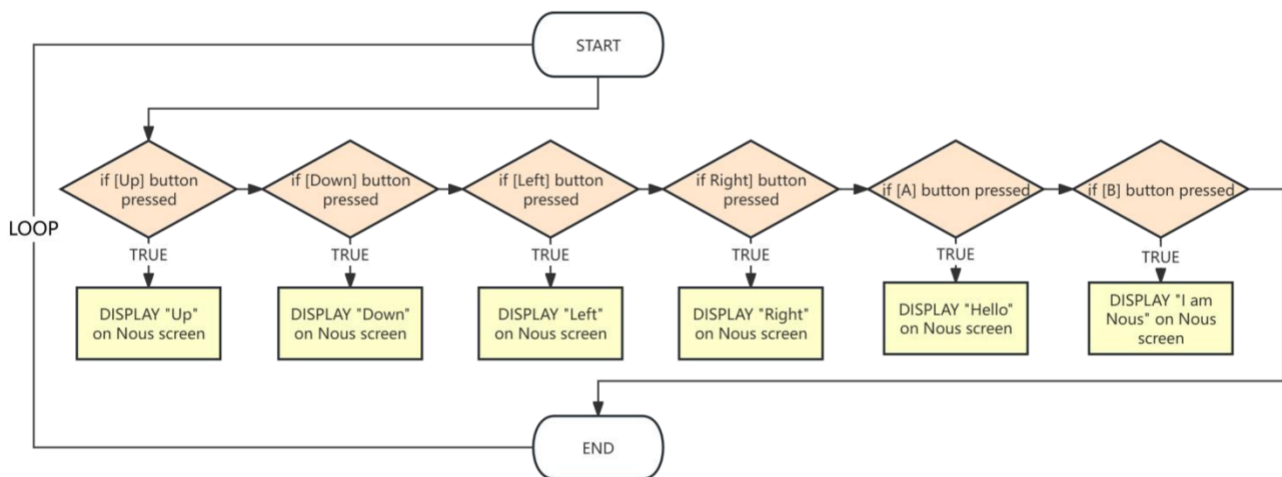 START
if [Up] button
pressed
if [Down] button
pressed
if [Left] button
pressed
if Right] button
pressed
if [A] button pressed
if [B] button pressed
LOOP
TRUE
TRUE
TRUE
TRUE
TRUE
TRUE
DISPLAY "Up"
on Nous screen
DISPLAY "Down"
on Nous screen
DISPLAY "Left"
on Nous screen
DISPLAY "Right"
on Nous screen
DISPLAY "Hello"
on Nous screen
DISPLAY "I am
Nous" on Nous
screen
END